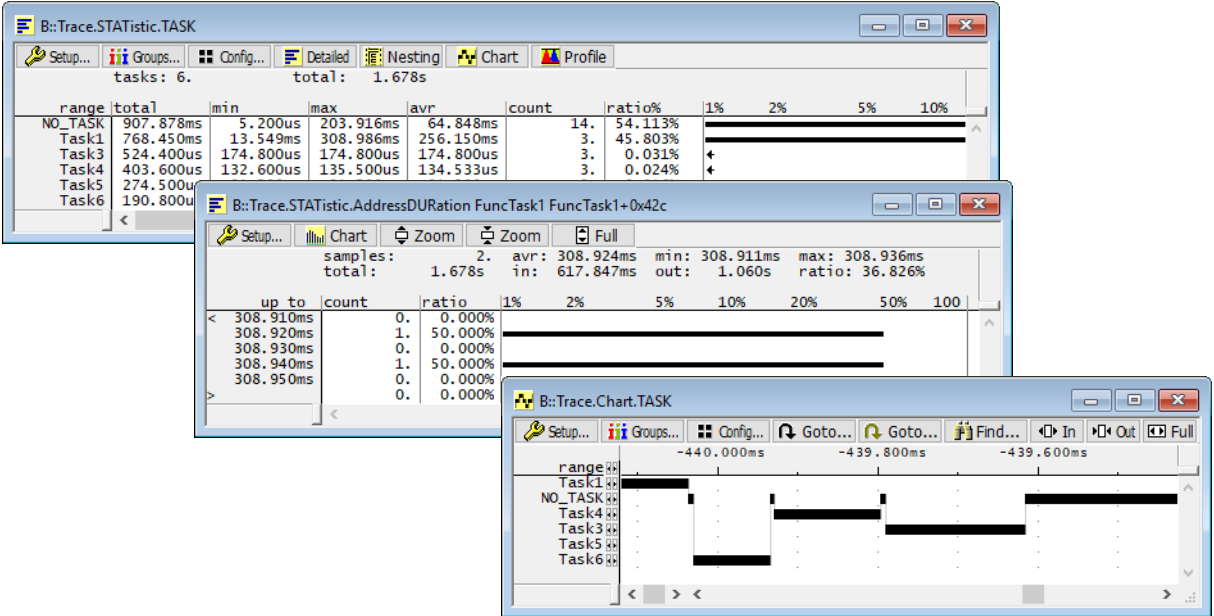 B::Trace.STATistic.TASK
Setup... Groups... Config... Detailed Nesting Chart Profile
tasks: 6. total: 1.678s
range total min max avr count ratio% 1% 2% 5% 10%
NO_TASK 907.878ms 5.200us 203.916ms 64.848ms 14. 54.113%
Task1 768.450ms 13.549ms 308.986ms 256.150ms 3. 45.803%
Task3 524.400us 174.800us 174.800us 174.800us 3. 0.031%
Task4 403.600us 132.600us 135.500us 134.533us 3. 0.024%
Task5 274.500u
Task6 190.800u
B::Trace.STATistic.AddressDURation FuncTask1 FuncTask1+0x42c
Setup... Chart Zoom Zoom Full
samples: 2. avr: 308.924ms min: 308.911ms max: 308.936ms
total: 1.678s in: 617.847ms out: 1.060s ratio: 36.826%
up to count ratio 1% 2% 5% 10% 20% 50% 100
< 308.910ms 0. 0.000%
308.920ms 1. 50.000%
308.930ms 0. 0.000%
308.940ms 1. 50.000%
308.950ms 0. 0.000%
> 0. 0.000%
B::Trace.Chart.TASK
Setup... Groups... Config... Goto... Goto... Find... In Out Full
-440.000ms -439.800ms -439.600ms
range
Task1
NO_TASK
Task4
Task3
Task5
Task6